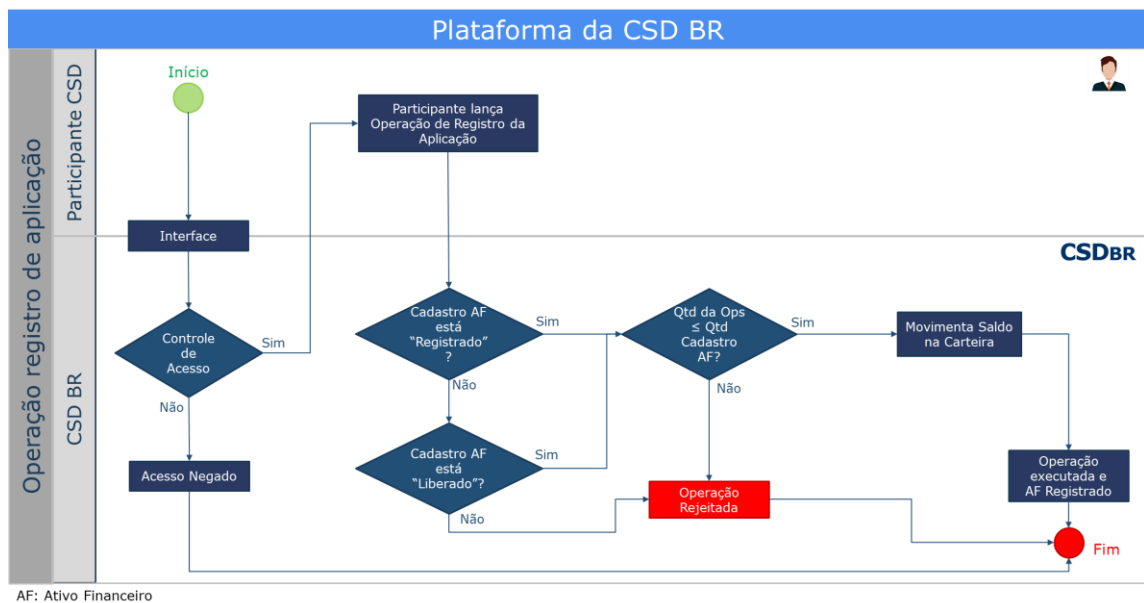 Plataforma da CSD BR
Operação registro de aplicação
Participante CSD
CSD BR
Início
Participante lança
Operação de Registro da
Aplicação
Interface
CSDBR
Controle
de
Acesso
Sim
Não
Cadastro AF
está
“Registrado”
?
Sim
Não
Qtd da Ops
≤ Qtd
Cadastro
AF?
Sim
Não
Movimenta Saldo
na Carteira
Acesso Negado
Cadastro AF
está
“Liberado”?
Sim
Não
Operação
Rejeitada
Operação
executada e
AF Registrado
Fim
AF: Ativo Financeiro